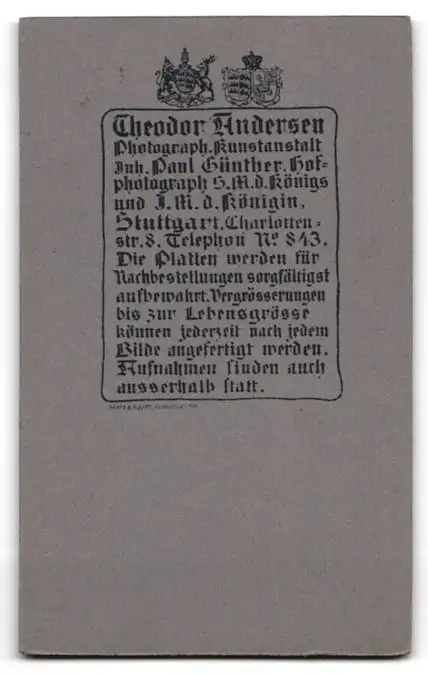 Theodor Andersen
Photograph. Kunstanstalt
Inh. Paul Günther, Hof=
photograph S. M. d. Königs
und I. M. d. Königin,
Stuttgart, Charlotten=
str. 8. Telephon No. 843.
Die Platten werden für
Nachbestellungen sorgfältigst
aufbewahrt. Vergrösserungen
bis zur Lebensgrösse
können jederzeit nach jedem
Bilde angefertigt werden.
Aufnahmen finden auch
ausserhalb statt.